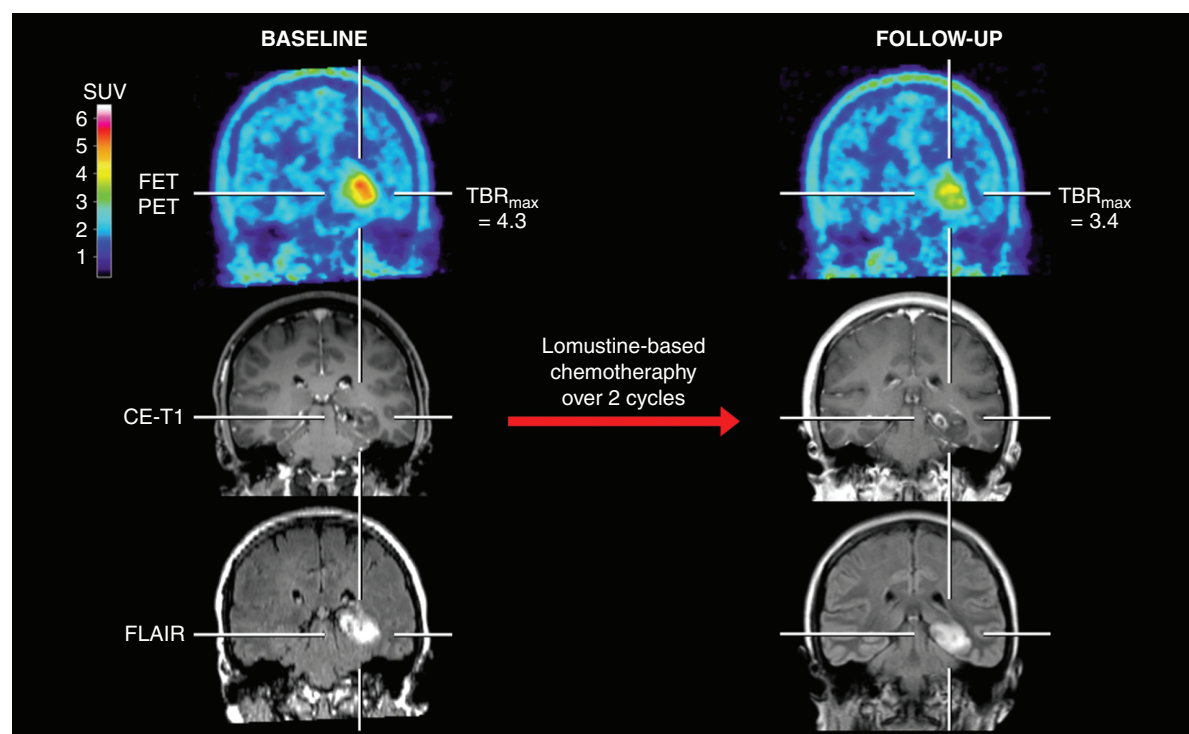 BASELINE
FOLLOW-UP
SUV
6
5
4
3
2
1
FET
PET
TBRmax
= 4.3
TBRmax
= 3.4
CE-T1
Lomustine-based
chemotheraphy
over 2 cycles
FLAIR